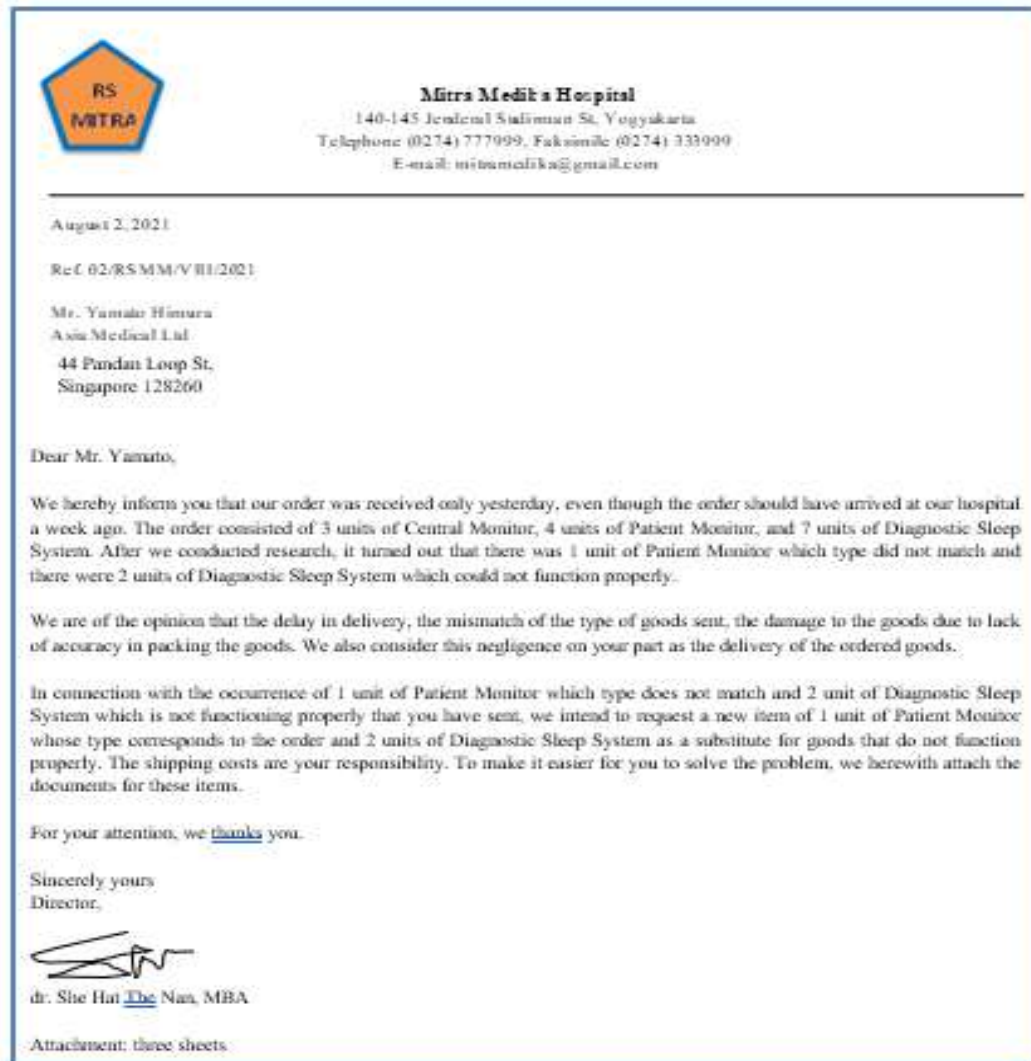 RS
MITRA
Mitra Medika Hospital
140-145 Jenderal Sudirman St, Yogyakarta
Telephone (0274) 777999, Faksimile (0274) 333999
E-mail: mitramedika@gmail.com
August 2, 2021
Ref. 02/RSMM/VIII/2021
Mr. Yamato Himura
Asia Medical Ltd
44 Pandan Loop St,
Singapore 128260
Dear Mr. Yamato,
We hereby inform you that our order was received only yesterday, even though the order should have arrived at our hospital
a week ago. The order consisted of 3 units of Central Monitor, 4 units of Patient Monitor, and 7 units of Diagnostic Sleep
System. After we conducted research, it turned out that there was 1 unit of Patient Monitor which type did not match and
there were 2 units of Diagnostic Sleep System which could not function properly.
We are of the opinion that the delay in delivery, the mismatch of the type of goods sent, the damage to the goods due to lack
of accuracy in packing the goods. We also consider this negligence on your part as the delivery of the ordered goods.
In connection with the occurrence of 1 unit of Patient Monitor which type does not match and 2 unit of Diagnostic Sleep
System which is not functioning properly that you have sent, we intend to request a new item of 1 unit of Patient Monitor
whose type corresponds to the order and 2 units of Diagnostic Sleep System as a substitute for goods that do not function
properly. The shipping costs are your responsibility. To make it easier for you to solve the problem, we herewith attach the
documents for these items.
For your attention, we thanks you.
Sincerely yours
Director,
dr. She Hat The Nan, MBA
Attachment: three sheets